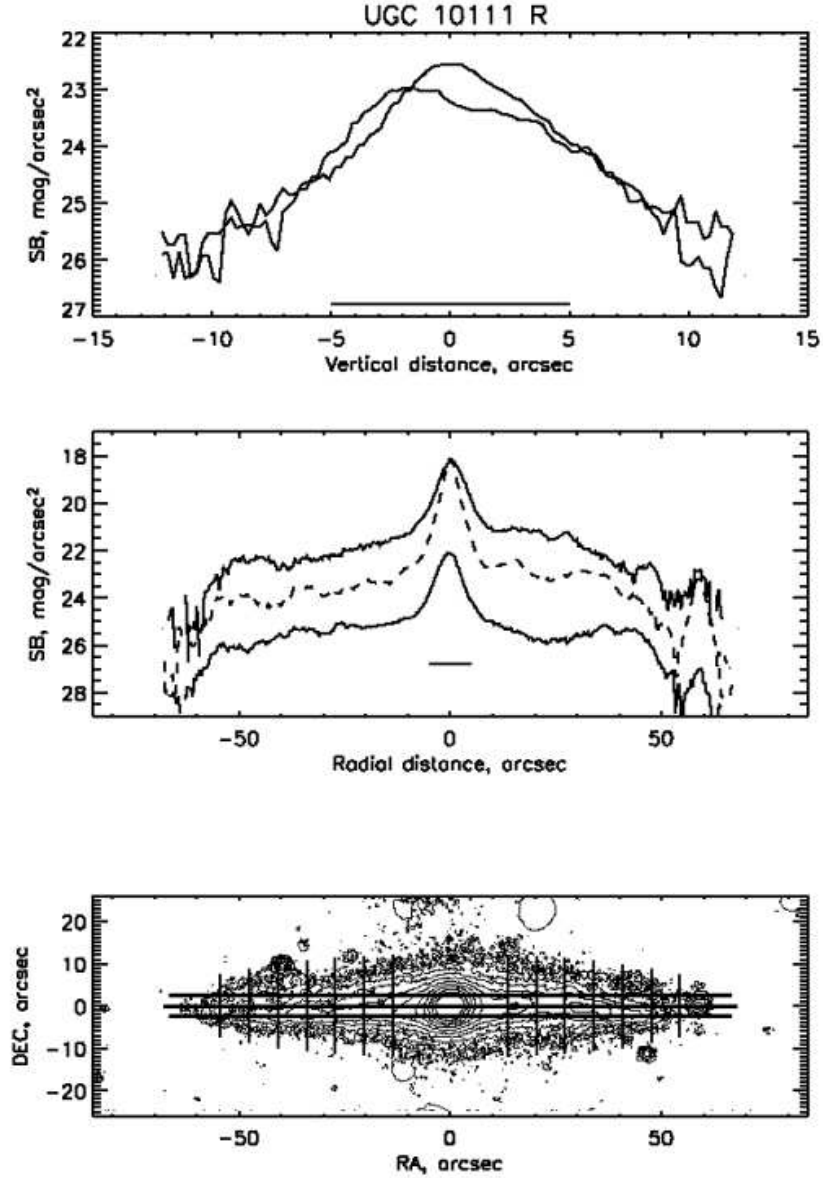 UGC 10111 R
22
23
24
25
26
27
SB, mag/arcsec²
−15 −10 −5 0 5 10 15
Vertical distance, arcsec
18
20
22
24
26
28
SB, mag/arcsec²
−50 0 50
Radial distance, arcsec
20
10
0
−10
−20
DEC, arcsec
−50 0 50
RA, arcsec